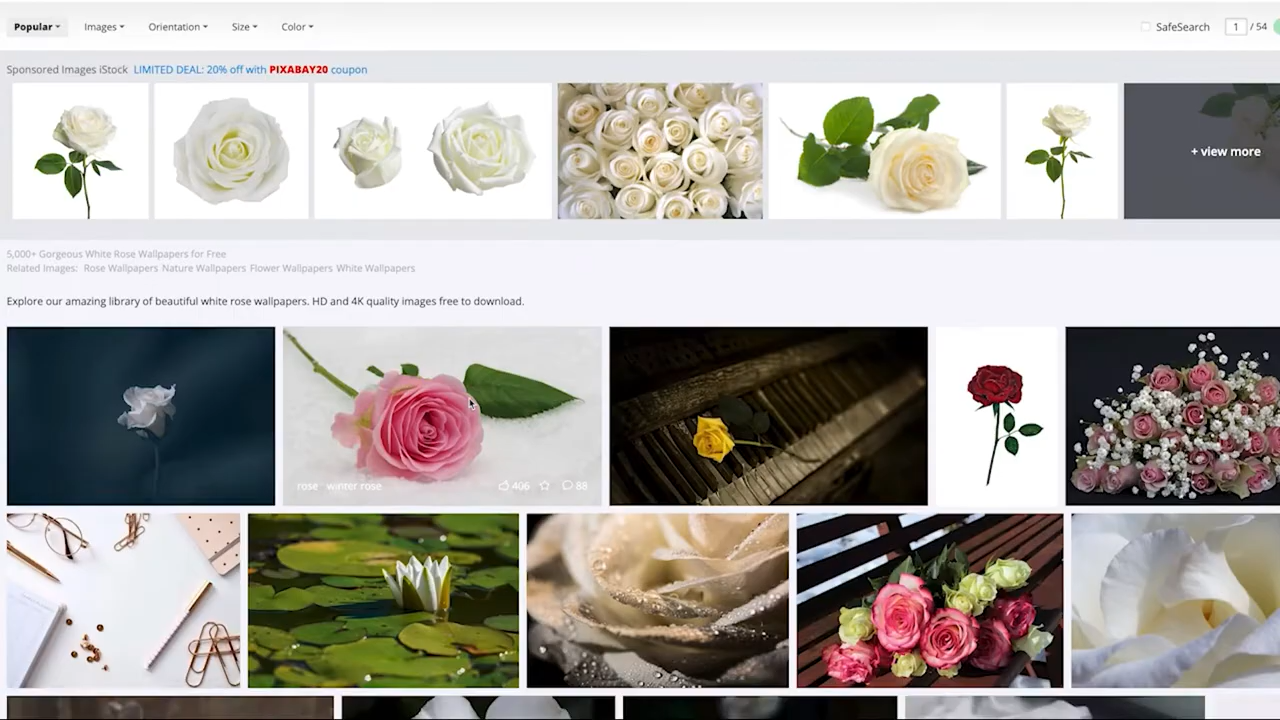 Popular Images Orientation Size Color SafeSearch 1 / 54
Sponsored Images iStock LIMITED DEAL: 20% off with PIXABAY20 coupon
+ view more
5,000+ Gorgeous White Rose Wallpapers for Free
Related Images: Rose Wallpapers Nature Wallpapers Flower Wallpapers White Wallpapers
Explore our amazing library of beautiful white rose wallpapers. HD and 4K quality images free to download.
rose winter rose 406 88